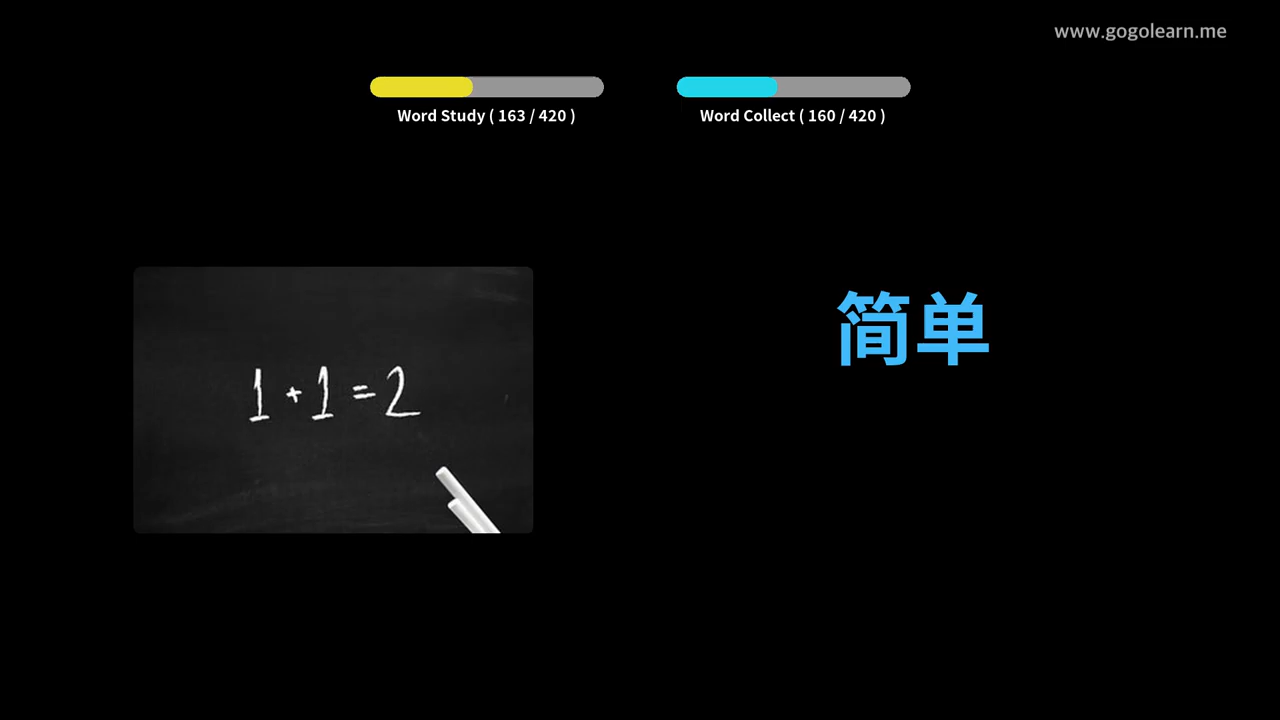 www.gogolearn.me
Word Study ( 163 / 420 )
Word Collect ( 160 / 420 )
简单
1 + 1 = 2